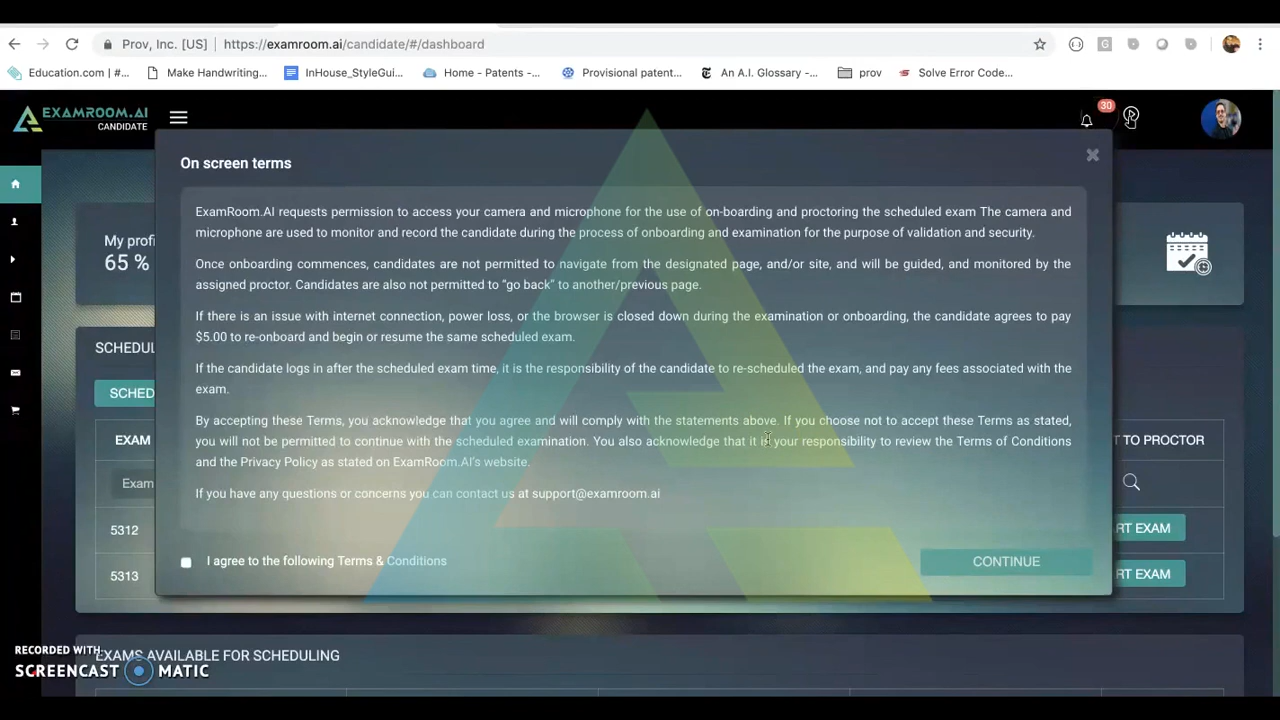 Prov, Inc. [US]
https://examroom.ai/candidate/#/dashboard
Education.com | #...
Make Handwriting...
InHouse_StyleGui...
Home - Patents -...
Provisional patent...
An A.I. Glossary -...
prov
Solve Error Code...
EXAMROOM.AI
CANDIDATE
30
On screen terms
ExamRoom.AI requests permission to access your camera and microphone for the use of on-boarding and proctoring the scheduled exam The camera and
microphone are used to monitor and record the candidate during the process of onboarding and examination for the purpose of validation and security.
Once onboarding commences, candidates are not permitted to navigate from the designated page, and/or site, and will be guided, and monitored by the
assigned proctor. Candidates are also not permitted to “go back” to another/previous page.
If there is an issue with internet connection, power loss, or the browser is closed down during the examination or onboarding, the candidate agrees to pay
$5.00 to re-onboard and begin or resume the same scheduled exam.
If the candidate logs in after the scheduled exam time, it is the responsibility of the candidate to re-scheduled the exam, and pay any fees associated with the
exam.
By accepting these Terms, you acknowledge that you agree and will comply with the statements above. If you choose not to accept these Terms as stated,
you will not be permitted to continue with the scheduled examination. You also acknowledge that it is your responsibility to review the Terms of Conditions
and the Privacy Policy as stated on ExamRoom.AI's website.
If you have any questions or concerns you can contact us at support@examroom.ai
I agree to the following Terms & Conditions
CONTINUE
My profi
65 %
SCHEDUL
SCHED
EXAM
T TO PROCTOR
Exam
5312
RT EXAM
5313
RT EXAM
EXAMS AVAILABLE FOR SCHEDULING
RECORDED WITH
SCREENCAST MATIC